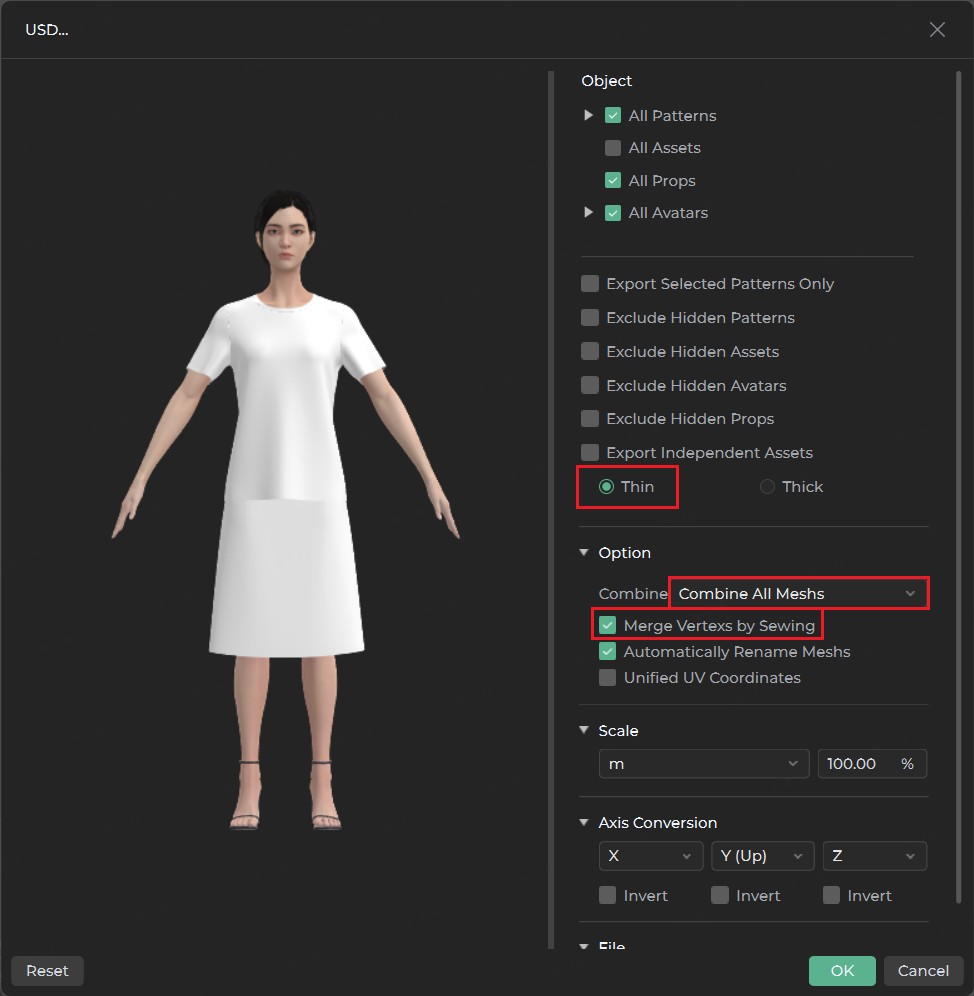 USD...
Object
All Patterns
All Assets
All Props
All Avatars
Export Selected Patterns Only
Exclude Hidden Patterns
Exclude Hidden Assets
Exclude Hidden Avatars
Exclude Hidden Props
Export Independent Assets
Thin Thick
Option
Combine Combine All Meshs
Merge Vertexs by Sewing
Automatically Rename Meshs
Unified UV Coordinates
Scale
m 100.00 %
Axis Conversion
X Y (Up) Z
Invert Invert Invert
File
Reset OK Cancel